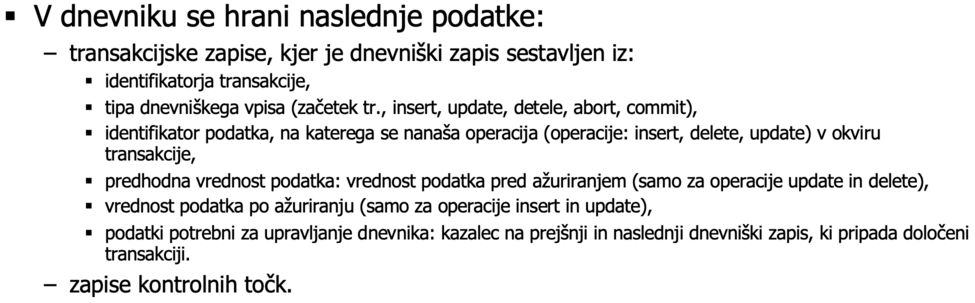 ▪ V dnevniku se hrani naslednje podatke:
– transakcijske zapise, kjer je dnevniški zapis sestavljen iz:
▪ identifikatorja transakcije,
▪ tipa dnevniškega vpisa (začetek tr., insert, update, detele, abort, commit),
▪ identifikator podatka, na katerega se nanaša operacija (operacije: insert, delete, update) v okviru
transakcije,
▪ predhodna vrednost podatka: vrednost podatka pred ažuriranjem (samo za operacije update in delete),
▪ vrednost podatka po ažuriranju (samo za operacije insert in update),
▪ podatki potrebni za upravljanje dnevnika: kazalec na prejšnji in naslednji dnevniški zapis, ki pripada določeni
transakciji.
– zapise kontrolnih točk.